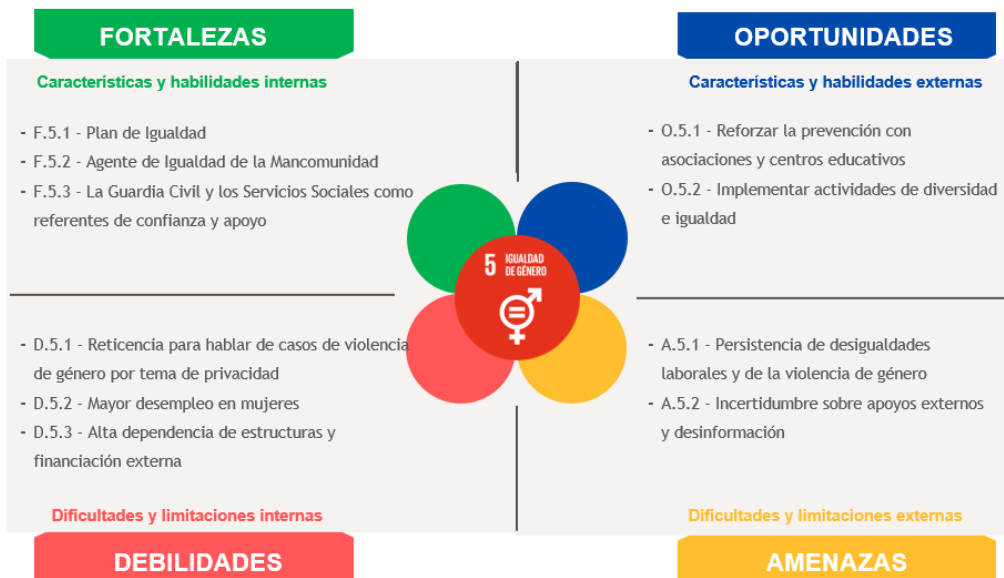 FORTALEZAS
Características y habilidades internas
- F.5.1 - Plan de Igualdad
- F.5.2 - Agente de Igualdad de la Mancomunidad
- F.5.3 - La Guardia Civil y los Servicios Sociales como
referentes de confianza y apoyo
OPORTUNIDADES
Características y habilidades externas
- O.5.1 - Reforzar la prevención con
asociaciones y centros educativos
- O.5.2 - Implementar actividades de diversidad
e igualdad
5 IGUALDAD
DE GÉNERO
- D.5.1 - Reticencia para hablar de casos de violencia
de género por tema de privacidad
- D.5.2 - Mayor desempleo en mujeres
- D.5.3 - Alta dependencia de estructuras y
financiación externa
Dificultades y limitaciones internas
DEBILIDADES
- A.5.1 - Persistencia de desigualdades
laborales y de la violencia de género
- A.5.2 - Incertidumbre sobre apoyos externos
y desinformación
Dificultades y limitaciones externas
AMENAZAS